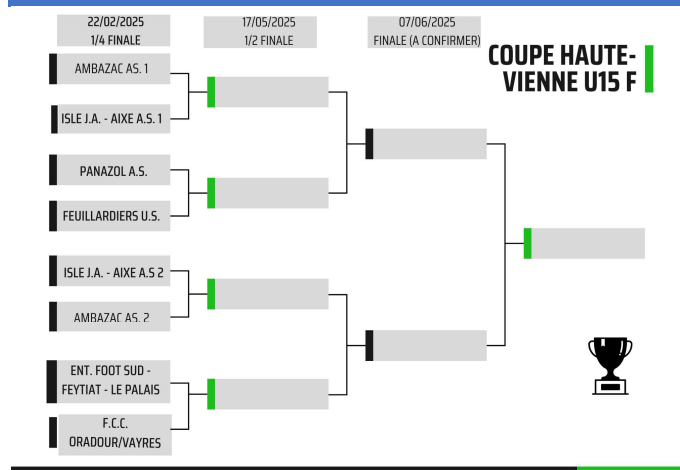 22/02/2025
1/4 FINALE
17/05/2025
1/2 FINALE
07/06/2025
FINALE (A CONFIRMER)
COUPE HAUTE-
VIENNE U15 F
AMBAZAC AS. 1
ISLE J.A. - AIXE A.S. 1
PANAZOL A.S.
FEUILLARDIERS U.S.
ISLE J.A. - AIXE A.S 2
AMBAZAC AS. 2
ENT. FOOT SUD -
FEYTIAT - LE PALAIS
F.C.C.
ORADOUR/VAYRES